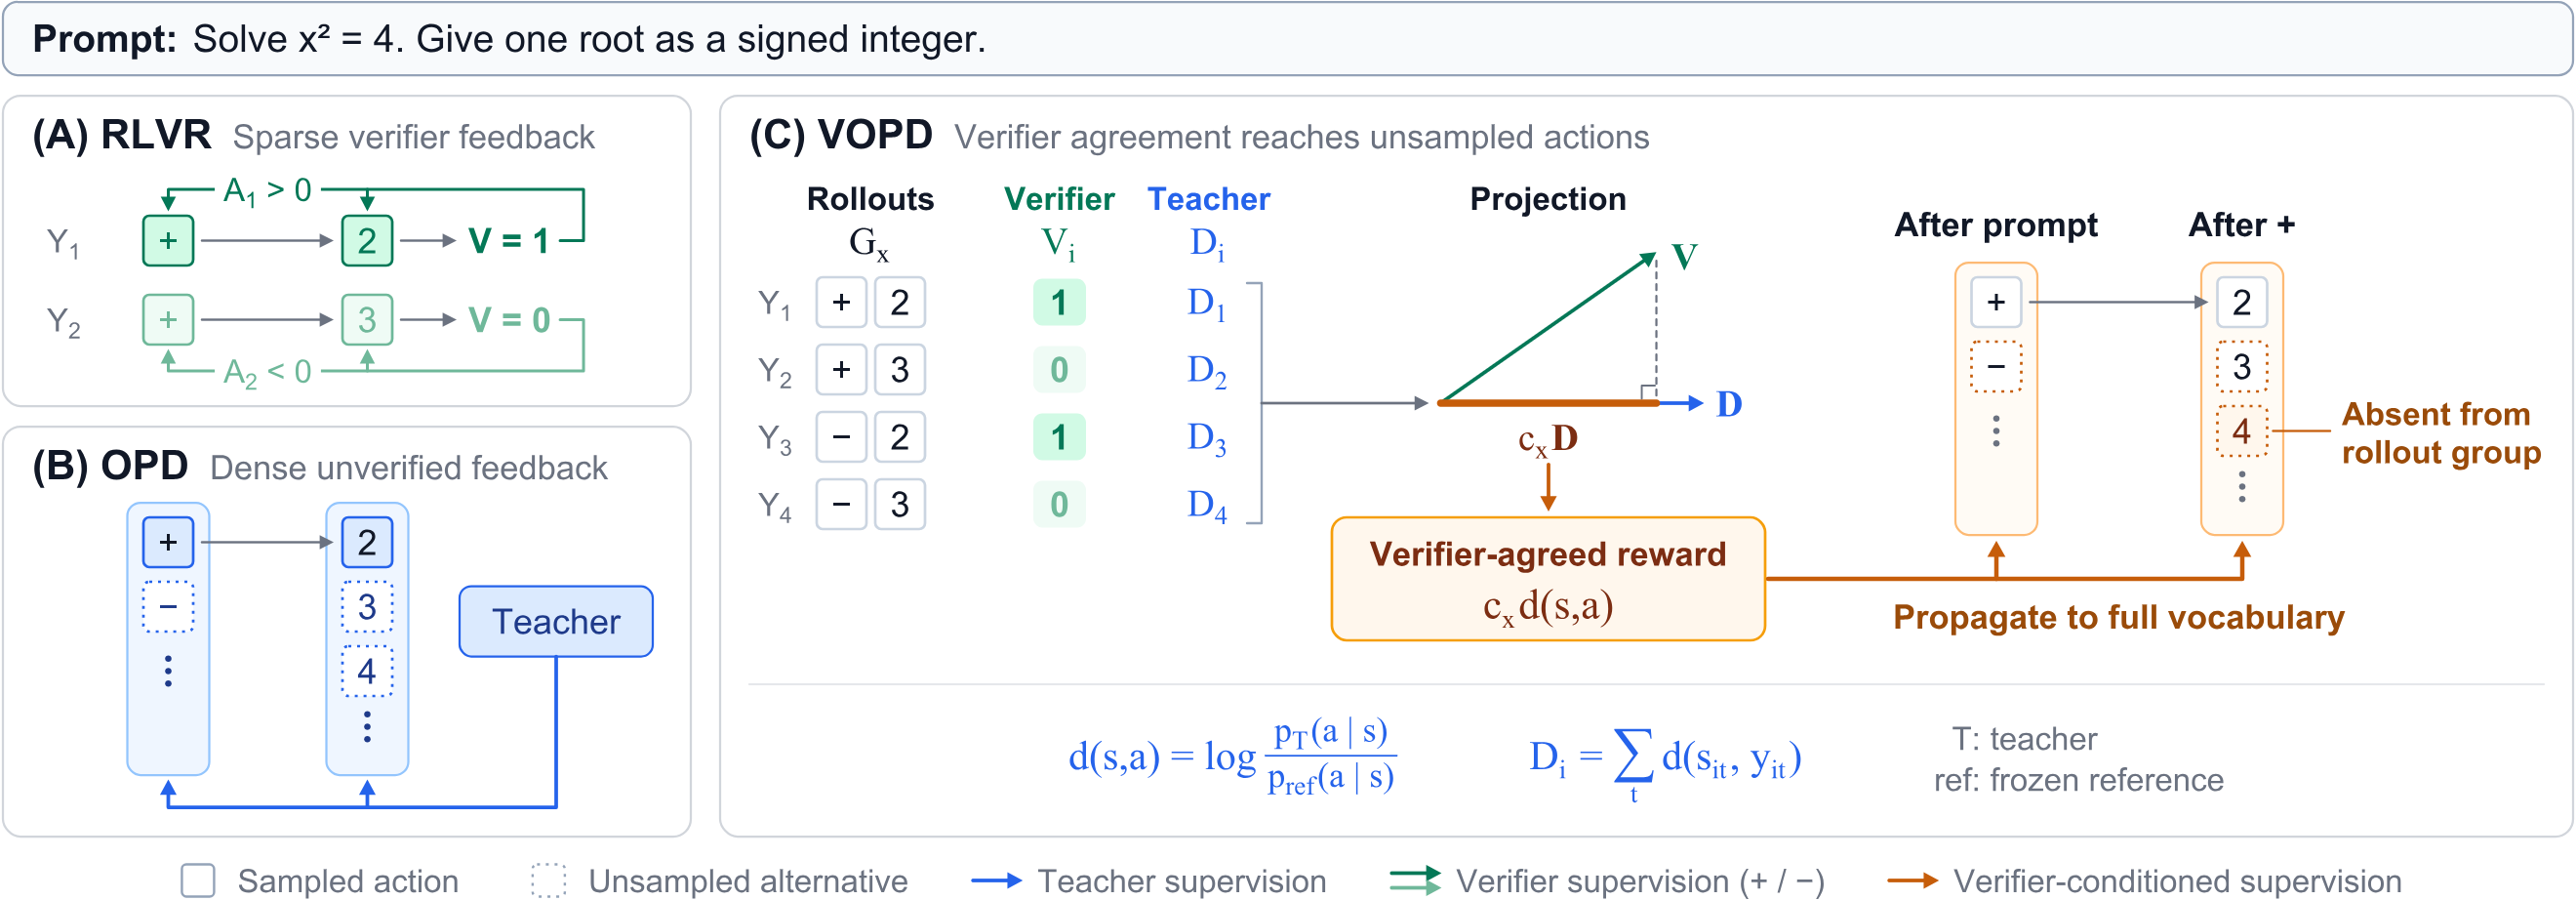 Prompt: Solve x² = 4. Give one root as a signed integer.
(A) RLVR Sparse verifier feedback
A₁ > 0
Y₁ + 2 V = 1
Y₂ + 3 V = 0
A₂ < 0
(B) OPD Dense unverified feedback
+ 2
− 3
⋮ 4
⋮
Teacher
(C) VOPD Verifier agreement reaches unsampled actions
Rollouts Verifier Teacher
Gₓ Vᵢ Dᵢ
Y₁ + 2 1 D₁
Y₂ + 3 0 D₂
Y₃ − 2 1 D₃
Y₄ − 3 0 D₄
Projection
V
D
cₓD
Verifier-agreed reward
cₓd(s,a)
After prompt After +
+ 2
− 3
⋮ 4
⋮
Absent from
rollout group
Propagate to full vocabulary
d(s,a) = log p_T(a | s) / p_ref(a | s)
Dᵢ = ∑_t d(s_it, y_it)
T: teacher
ref: frozen reference
Sampled action Unsampled alternative Teacher supervision Verifier supervision (+ / −) Verifier-conditioned supervision